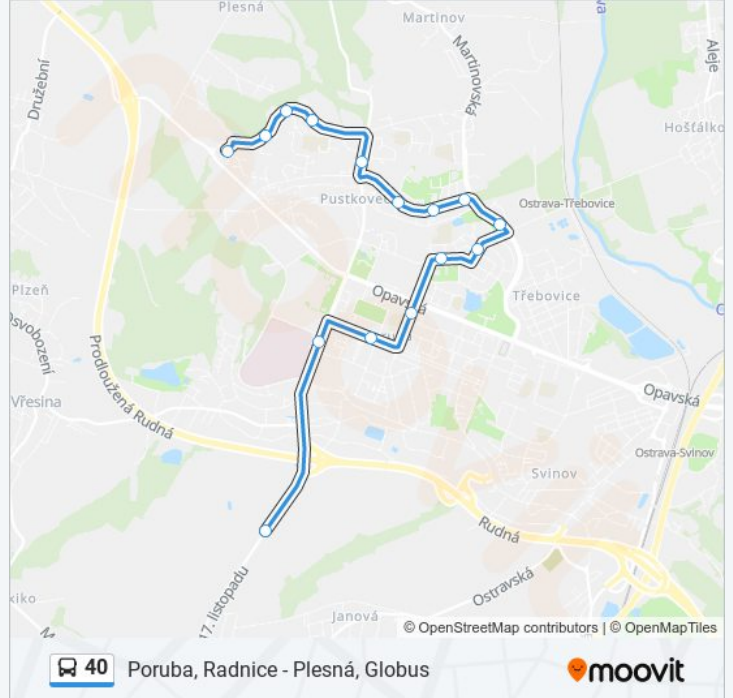 Plesná
Martinov
Martinovská
Aleje
Družební
Hošťálko
Pustkovec
Ostrava-Třebovice
Plzeň
Opavská
Třebovice
osvobození
Prodloužená Rudná
Vřesina
Opavská
Svinov
Ostrava-Svinov
Rudná
Ostravská
17. listopadu
Janová
© OpenStreetMap contributors | © OpenMapTiles
40 Poruba, Radnice - Plesná, Globus
moovit